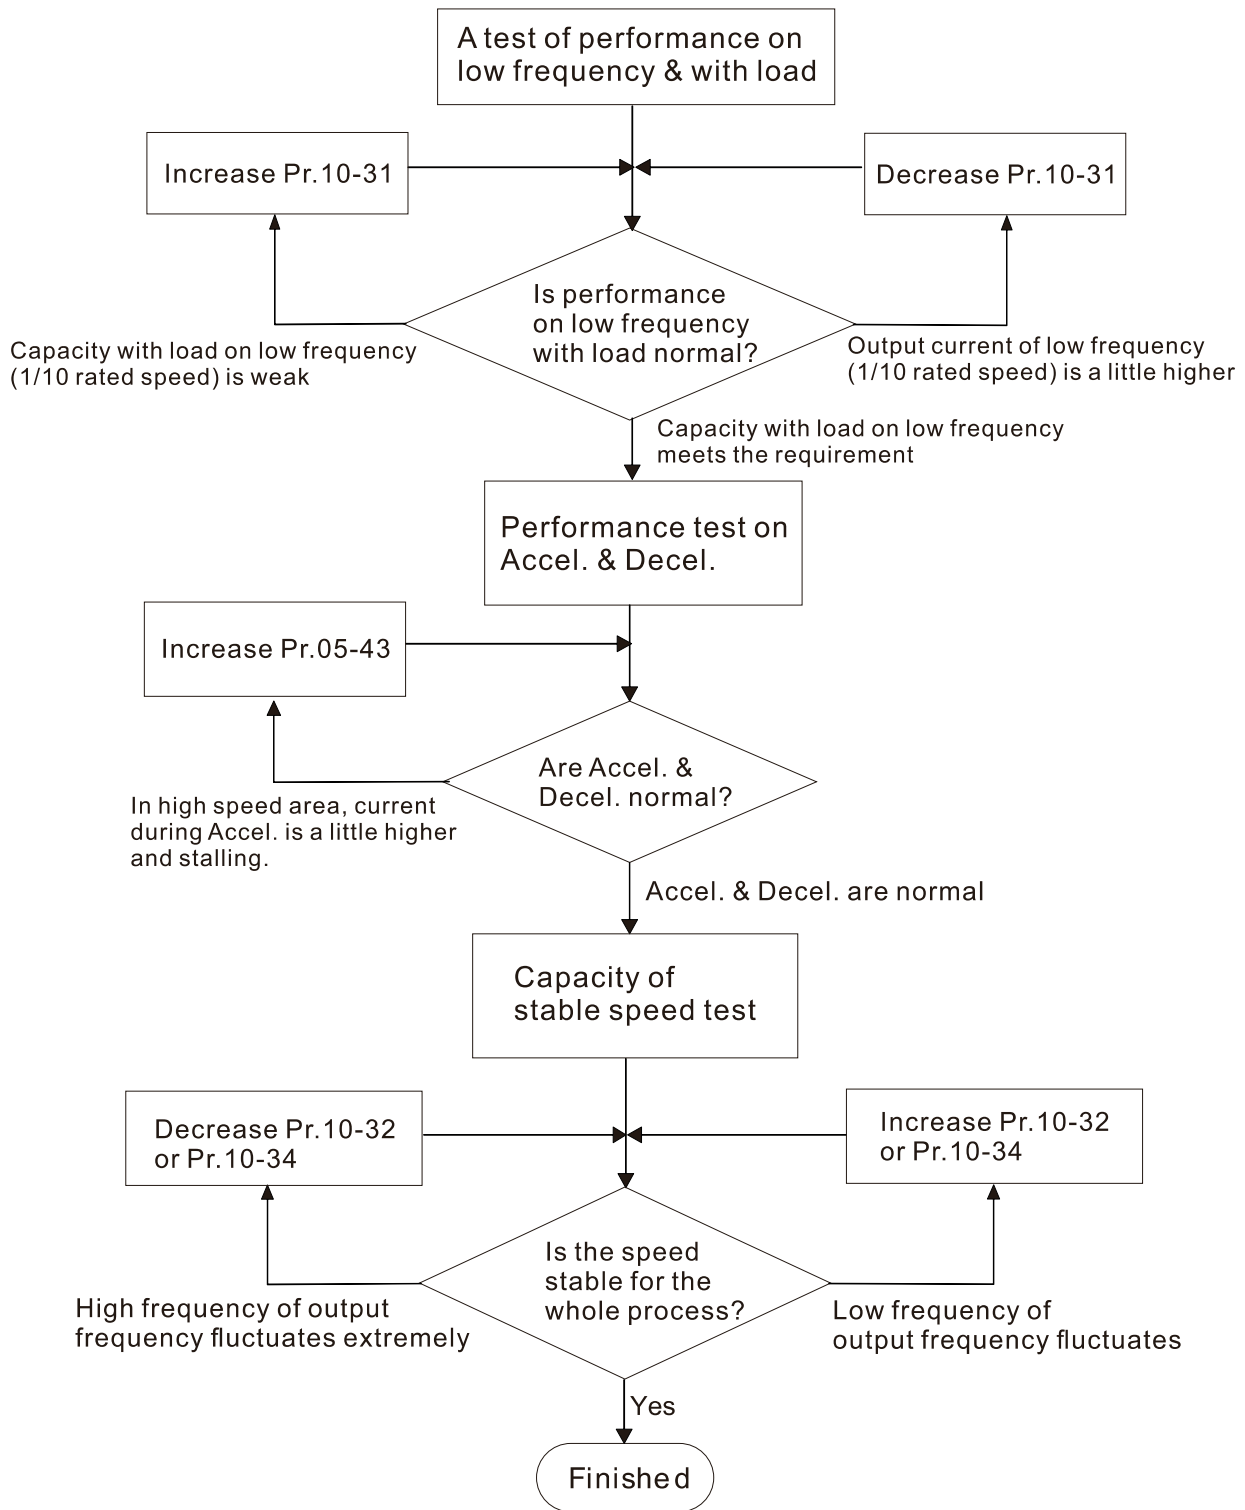 A test of performance on
low frequency & with load
Increase Pr.10-31
Decrease Pr.10-31
Is performance
on low frequency
with load normal?
Capacity with load on low frequency
(1/10 rated speed) is weak
Output current of low frequency
(1/10 rated speed) is a little higher
Capacity with load on low frequency
meets the requirement
Performance test on
Accel. & Decel.
Increase Pr.05-43
Are Accel. &
Decel. normal?
In high speed area, current
during Accel. is a little higher
and stalling.
Accel. & Decel. are normal
Capacity of
stable speed test
Decrease Pr.10-32
or Pr.10-34
Increase Pr.10-32
or Pr.10-34
Is the speed
stable for the
whole process?
High frequency of output
frequency fluctuates extremely
Low frequency of
output frequency fluctuates
Yes
Finished